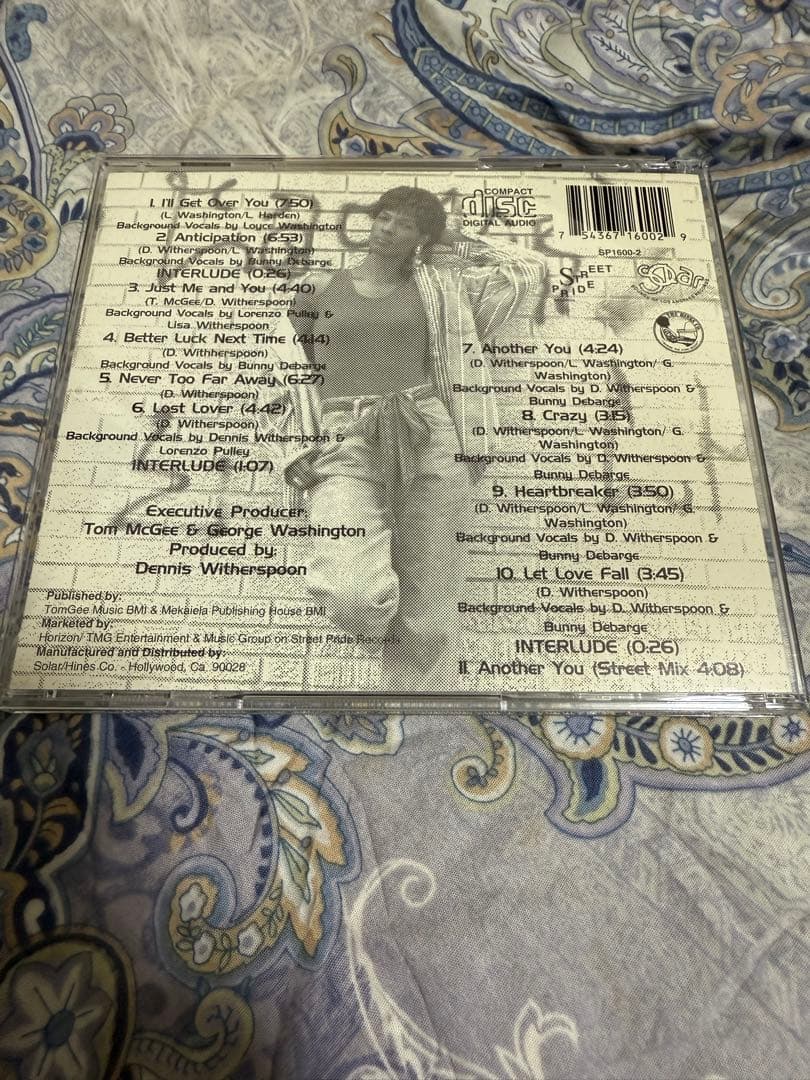 1. I'll Get Over You (7:50)
(L. Washington/L. Harden)
Background Vocals by Loyce Washington
2. Anticipation (6:53)
(D. Witherspoon/L. Washington)
Background Vocals by Bunny Debarge
INTERLUDE (0:26)
3. Just Me and You (4:40)
(T. McGee/D. Witherspoon)
Background Vocals by Lorenzo Pulley &
Lisa Witherspoon
4. Better Luck Next Time (4:14)
(D. Withherspoon)
Background Vocals by Bunny Debarge
5. Never Too Far Away (6:27)
(D. Witherspoon)
6. Lost Lover (4:42)
(D. Witherspoon)
Background Vocals by Dennis Witherspoon &
Lorenzo Pulley
INTERLUDE (1:07)
Executive Producer:
Tom McGee & George Washington
Produced by:
Dennis Witherspoon
Published by:
TomGee Music BMI & Mekaiela Publishing House BMI
Marketed by:
Horizon/ TMG Entertainment & Music Group on Street Pride Records
Manufactured and Distributed by:
Solar/Hines Co. - Hollywood, Ca. 90028
COMPACT
disc
DIGITAL AUDIO
7 54367 16002 9
SP1600-2
STREET
PRIDE
Solar
7. Another You (4:24)
(D. Witherspoon/L. Washington/ G.
Washington)
Background Vocals by D. Witherspoon &
Bunny Debarge
8. Crazy (3:15)
(D. Witherspoon/L. Washington/ G.
Washington)
Background Vocals by D. Witherspoon &
Bunny Debarge
9. Heartbreaker (3:50)
(D. Witherspoon/L. Washington/ G.
Washington)
Background Vocals by D. Witherspoon &
Bunny Debarge
10. Let Love Fall (3:45)
(D. Witherspoon)
Background Vocals by D. Witherspoon &
Bunny Debarge
INTERLUDE (0:26)
11. Another You (Street Mix 4:08)